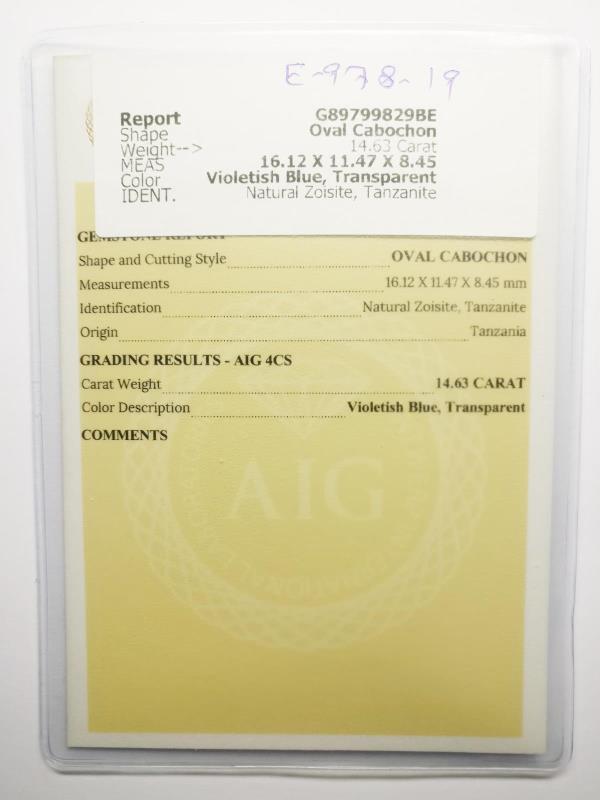 E-978-19
Report G89799829BE
Shape Oval Cabochon
Weight--> 14.63 Carat
MEAS 16.12 X 11.47 X 8.45
Color Violetish Blue, Transparent
IDENT. Natural Zoisite, Tanzanite
GEMSTONE REPORT
Shape and Cutting Style OVAL CABOCHON
Measurements 16.12 X 11.47 X 8.45 mm
Identification Natural Zoisite, Tanzanite
Origin Tanzania
GRADING RESULTS - AIG 4CS
Carat Weight 14.63 CARAT
Color Description Violetish Blue, Transparent
COMMENTS
AIG